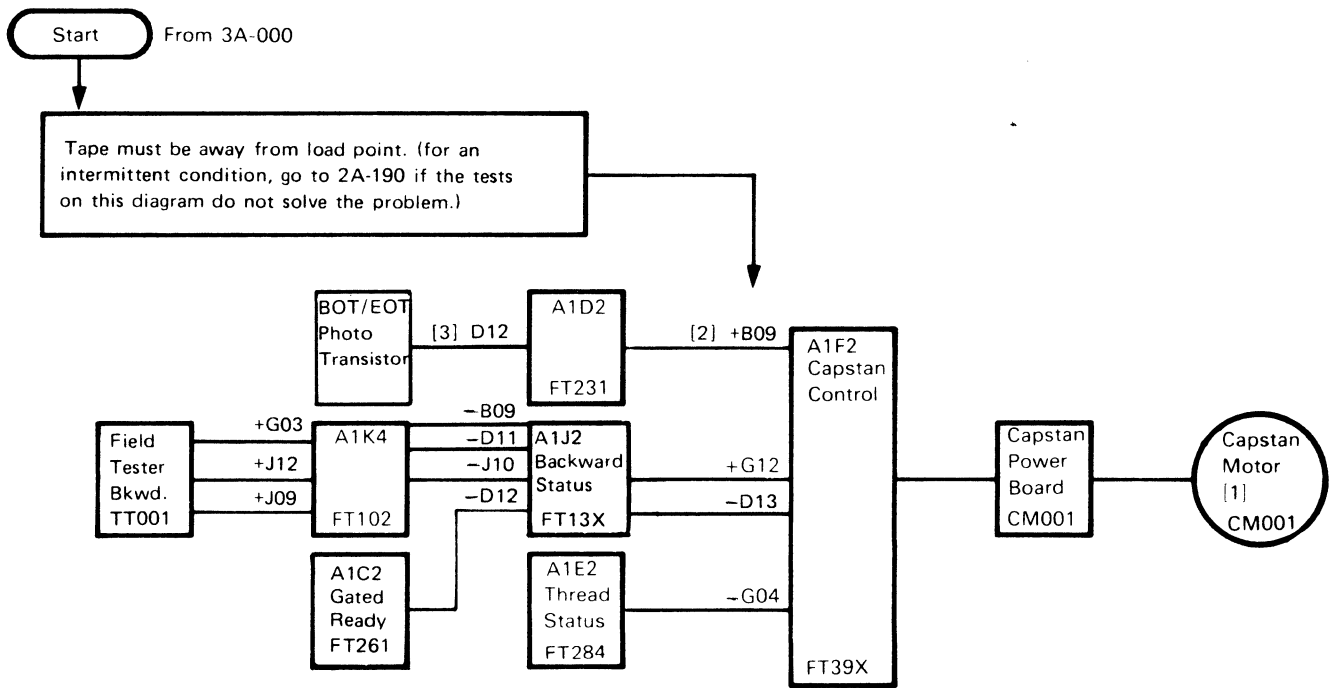 Start
From 3A-000
Tape must be away from load point. (for an
intermittent condition, go to 2A-190 if the tests
on this diagram do not solve the problem.)
BOT/EOT
Photo
Transistor
[3] D12
A1D2
FT231
[2] +B09
A1F2
Capstan
Control
FT39X
Field
Tester
Bkwd.
TT001
+G03
+J12
+J09
A1K4
FT102
−B09
−D11
−J10
−D12
A1J2
Backward
Status
FT13X
+G12
−D13
Capstan
Power
Board
CM001
Capstan
Motor
[1]
CM001
A1C2
Gated
Ready
FT261
A1E2
Thread
Status
FT284
−G04